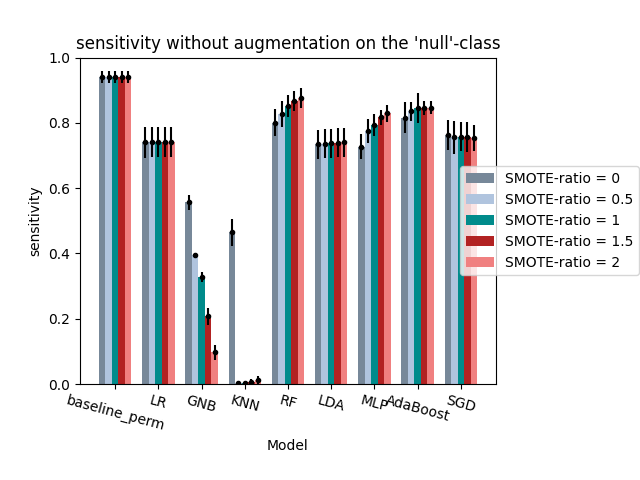 sensitivity without augmentation on the 'null'-class
1.0
0.8
0.6
0.4
0.2
0.0
sensitivity
SMOTE-ratio = 0
SMOTE-ratio = 0.5
SMOTE-ratio = 1
SMOTE-ratio = 1.5
SMOTE-ratio = 2
baseline_perm
LR
GNB
KNN
RF
LDA
MLP
AdaBoost
SGD
Model